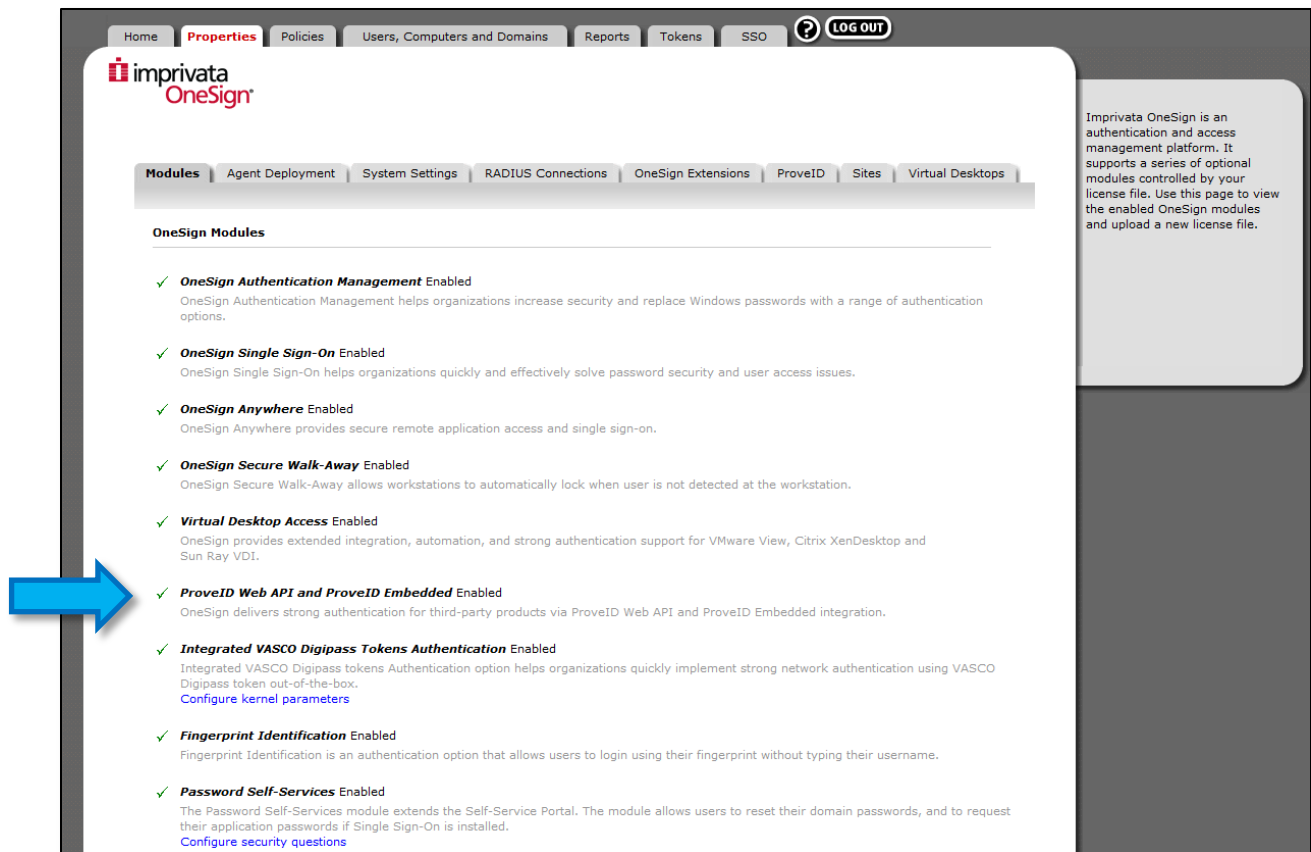 Home Properties Policies Users, Computers and Domains Reports Tokens SSO ? LOG OUT
imprivata
OneSign
Modules Agent Deployment System Settings RADIUS Connections OneSign Extensions ProveID Sites Virtual Desktops
OneSign Modules
OneSign Authentication Management Enabled
OneSign Authentication Management helps organizations increase security and replace Windows passwords with a range of authentication
options.
OneSign Single Sign-On Enabled
OneSign Single Sign-On helps organizations quickly and effectively solve password security and user access issues.
OneSign Anywhere Enabled
OneSign Anywhere provides secure remote application access and single sign-on.
OneSign Secure Walk-Away Enabled
OneSign Secure Walk-Away allows workstations to automatically lock when user is not detected at the workstation.
Virtual Desktop Access Enabled
OneSign provides extended integration, automation, and strong authentication support for VMware View, Citrix XenDesktop and
Sun Ray VDI.
ProveID Web API and ProveID Embedded Enabled
OneSign delivers strong authentication for third-party products via ProveID Web API and ProveID Embedded integration.
Integrated VASCO Digipass Tokens Authentication Enabled
Integrated VASCO Digipass tokens Authentication option helps organizations quickly implement strong network authentication using VASCO
Digipass token out-of-the-box.
Configure kernel parameters
Fingerprint Identification Enabled
Fingerprint Identification is an authentication option that allows users to login using their fingerprint without typing their username.
Password Self-Services Enabled
The Password Self-Services module extends the Self-Service Portal. The module allows users to reset their domain passwords, and to request
their application passwords if Single Sign-On is installed.
Configure security questions
Imprivata OneSign is an
authentication and access
management platform. It
supports a series of optional
modules controlled by your
license file. Use this page to view
the enabled OneSign modules
and upload a new license file.